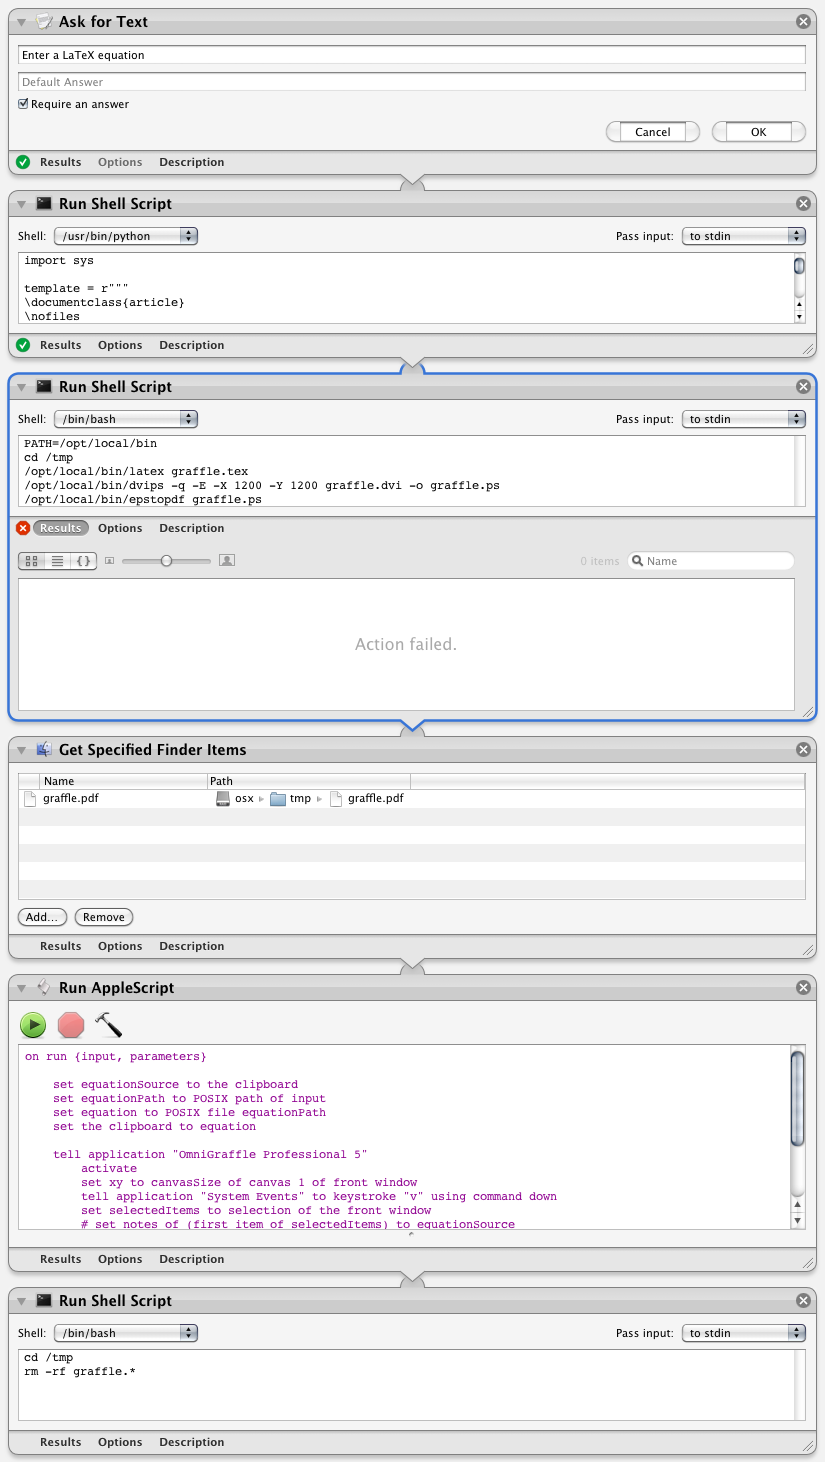 Ask for Text
Enter a LaTeX equation
Default Answer
Require an answer
Cancel OK
Results Options Description
Run Shell Script
Shell: /usr/bin/python Pass input: to stdin
import sys
template = r"""
\documentclass{article}
\nofiles
Results Options Description
Run Shell Script
Shell: /bin/bash Pass input: to stdin
PATH=/opt/local/bin
cd /tmp
/opt/local/bin/latex graffle.tex
/opt/local/bin/dvips -q -E -X 1200 -Y 1200 graffle.dvi -o graffle.ps
/opt/local/bin/epstopdf graffle.ps
Results Options Description
{} 0 items Name
Action failed.
Get Specified Finder Items
Name Path
graffle.pdf osx tmp graffle.pdf
Add... Remove
Results Options Description
Run AppleScript
on run {input, parameters}
set equationSource to the clipboard
set equationPath to POSIX path of input
set equation to POSIX file equationPath
set the clipboard to equation
tell application "OmniGraffle Professional 5"
activate
set xy to canvasSize of canvas 1 of front window
tell application "System Events" to keystroke "v" using command down
set selectedItems to selection of the front window
# set notes of (first item of selectedItems) to equationSource
Results Options Description
Run Shell Script
Shell: /bin/bash Pass input: to stdin
cd /tmp
rm -rf graffle.*
Results Options Description